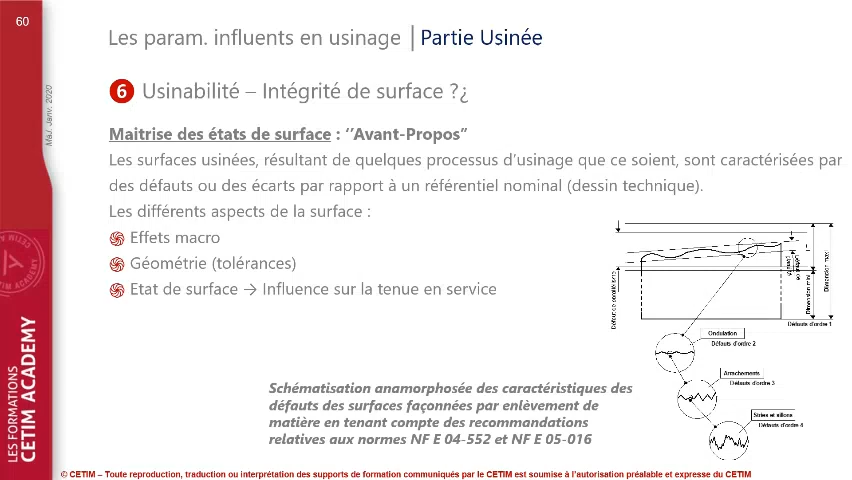 60
Les param. influents en usinage | Partie Usinée
6 Usinabilité – Intégrité de surface ?¿
MàJ. Janv. 2020
Maitrise des états de surface : ‘’Avant-Propos’’
Les surfaces usinées, résultant de quelques processus d’usinage que ce soient, sont caractérisées par
des défauts ou des écarts par rapport à un référentiel nominal (dessin technique).
Les différents aspects de la surface :
Effets macro
Géométrie (tolérances)
Etat de surface → Influence sur la tenue en service
Dimension mini
Dimension maxi
Défauts d'ordre 1
Ondulation
Défauts d'ordre 2
Arrachements
Défauts d'ordre 3
Stries et sillons
Défauts d'ordre 4
Schématisation anamorphosée des caractéristiques des
défauts des surfaces façonnées par enlèvement de
matière en tenant compte des recommandations
relatives aux normes NF E 04-552 et NF E 05-016
LES FORMATIONS
CETIM ACADEMY
© CETIM – Toute reproduction, traduction ou interprétation des supports de formation communiqués par le CETIM est soumise à l’autorisation préalable et expresse du CETIM